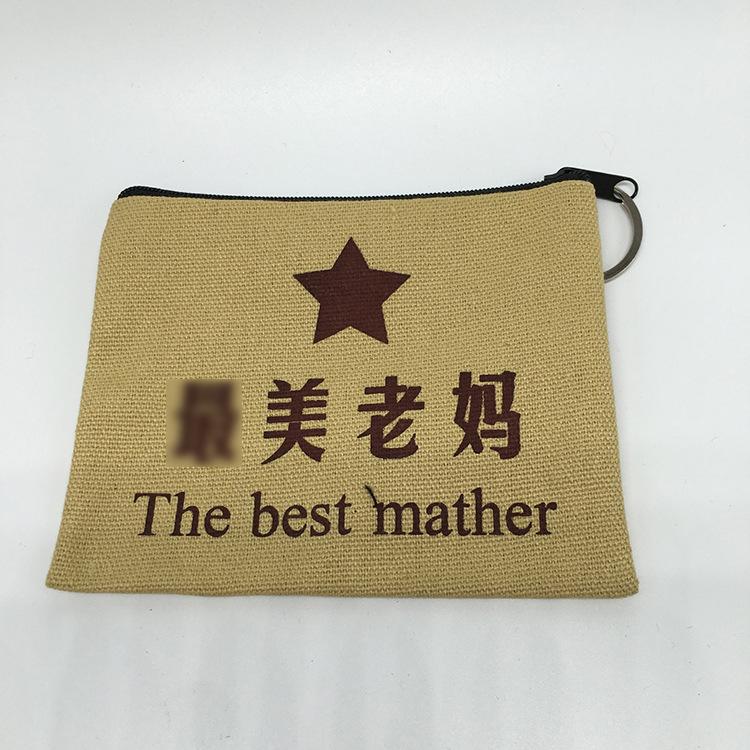 美老妈
The best mather